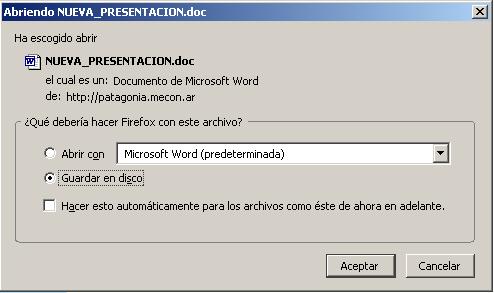 Abriendo NUEVA_PRESENTACION.doc
Ha escogido abrir
NUEVA_PRESENTACION.doc
el cual es un: Documento de Microsoft Word
de: http://patagonia.mecon.ar
¿Qué debería hacer Firefox con este archivo?
Abrir con Microsoft Word (predeterminada)
Guardar en disco
Hacer esto automáticamente para los archivos como éste de ahora en adelante.
Aceptar Cancelar